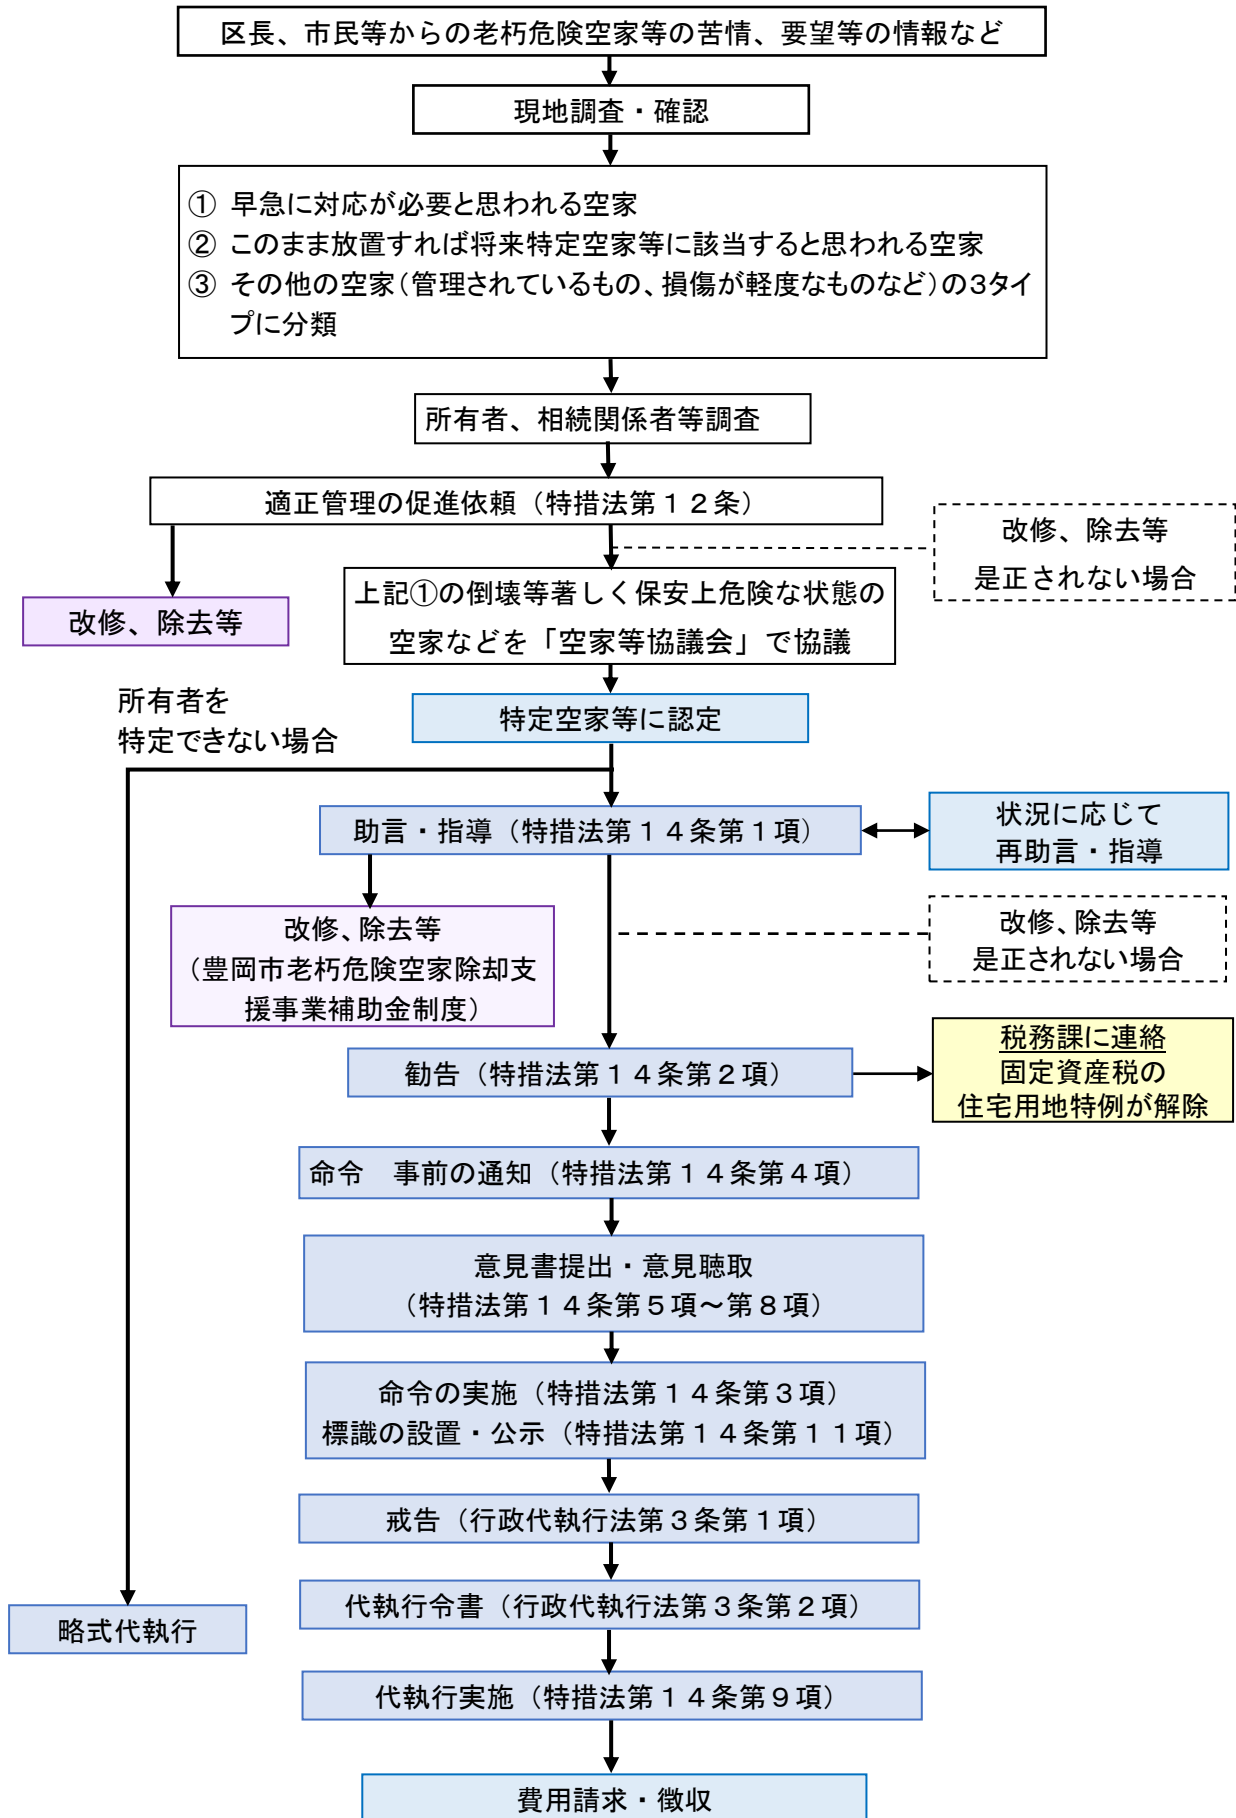 区長、市民等からの老朽危険空家等の苦情、要望等の情報など
現地調査・確認
① 早急に対応が必要と思われる空家
② このまま放置すれば将来特定空家等に該当すると思われる空家
③ その他の空家（管理されているもの、損傷が軽度なものなど）の３タイ
プに分類
所有者、相続関係者等調査
適正管理の促進依頼（特措法第１２条）
改修、除去等
是正されない場合
改修、除去等
上記①の倒壊等著しく保安上危険な状態の
空家などを「空家等協議会」で協議
所有者を
特定できない場合
特定空家等に認定
助言・指導（特措法第１４条第１項）
状況に応じて
再助言・指導
改修、除去等
（豊岡市老朽危険空家除却支
援事業補助金制度）
改修、除去等
是正されない場合
勧告（特措法第１４条第２項）
税務課に連絡
固定資産税の
住宅用地特例が解除
命令　事前の通知（特措法第１４条第４項）
意見書提出・意見聴取
（特措法第１４条第５項～第８項）
命令の実施（特措法第１４条第３項）
標識の設置・公示（特措法第１４条第１１項）
戒告（行政代執行法第３条第１項）
代執行令書（行政代執行法第３条第２項）
略式代執行
代執行実施（特措法第１４条第９項）
費用請求・徴収